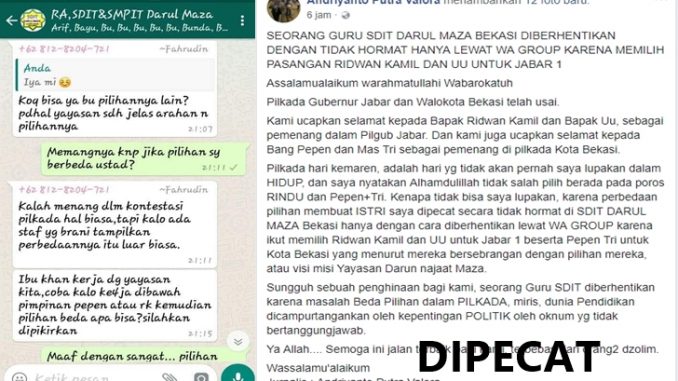 RA,SDIT&SMPIT Darul Maza
Arif, Bayu, Bu, Bu, Bu, Bu, Bu, Bunda, B...
+62 812-8204-721 ~Fahrudin
Anda
Iya mi
Koq bisa ya bu pilihannya lain?
pdhal yayasan sdh jelas arahan n
pilihannya
21:07
Memangnya knp jika pilihan sy
berbeda ustad?
21:11
+62 812-8204-721 ~Fahrudin
Kalah menang dlm kontestasi
pilkada hal biasa,tapi kalo ada
staf yg brani tampilkan
perbedaannya itu luar biasa.
21:11
Ibu khan kerja dg yayasan
kita,coba kalo ke4ja dibawah
pimpinan pepen atau rk kemudian
pilihan beda apa bisa?silahkan
dipikirkan
21:15
Maaf dengan sangat... pilihan
Ketik pesan
Andriyanto Putra Valora menambahkan 12 foto baru.
6 jam
SEORANG GURU SDIT DARUL MAZA BEKASI DIBERHENTIKAN
DENGAN TIDAK HORMAT HANYA LEWAT WA GROUP KARENA MEMILIH
PASANGAN RIDWAN KAMIL DAN UU UNTUK JABAR 1
Assalamualaikum warahmatullahi Wabarokatuh
Pilkada Gubernur Jabar dan Walokota Bekasi telah usai.
Kami ucapkan selamat kepada Bapak Ridwan Kamil dan Bapak Uu, sebagai
pemenang dalam Pilgub Jabar. Dan kami juga ucapkan selamat kepada
Bang Pepen dan Mas Tri sebagai pemenang di pilkada Kota Bekasi.
Pilkada hari kemaren, adalah hari yg tidak akan pernah saya lupakan dalam
HIDUP, dan saya nyatakan Alhamdulillah tidak salah pilih berada pada poros
RINDU dan Pepen+Tri. Kenapa tidak bisa saya lupakan, karena perbedaan
pilihan membuat ISTRI saya dipecat secara tidak hormat di SDIT DARUL
MAZA Bekasi hanya dengan cara diberhentikan lewat WA GROUP karena
ikut memilih Ridwan Kamil dan UU untuk Jabar 1 beserta Pepen Tri untuk
Kota Bekasi yang menurut mereka bersebrangan dengan pilihan mereka,
atau visi misi Yayasan Darun najaat Maza.
Sungguh sebuah penghinaan bagi kami, seorang Guru SDIT diberhentikan
karena masalah Beda Pilihan dalam PILKADA, miris, dunia Pendidikan
dicampurtangankan oleh kepentingan POLITIK oleh oknum yg tidak
bertanggungjawab.
Ya Allah.... Semoga ini jalan terbaik orang2 dzolim.
Wassalamu'alaikum
Andriyanto Putra Valora
DIPECAT